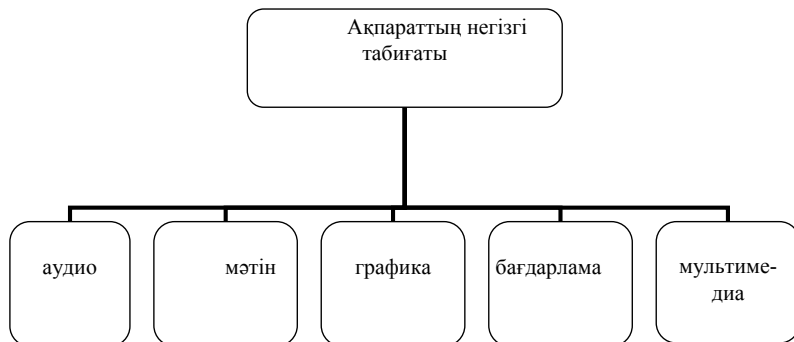 Ақпараттың негізгі
табиғаты
аудио
мәтін
графика
бағдарлама
мультиме-
диа